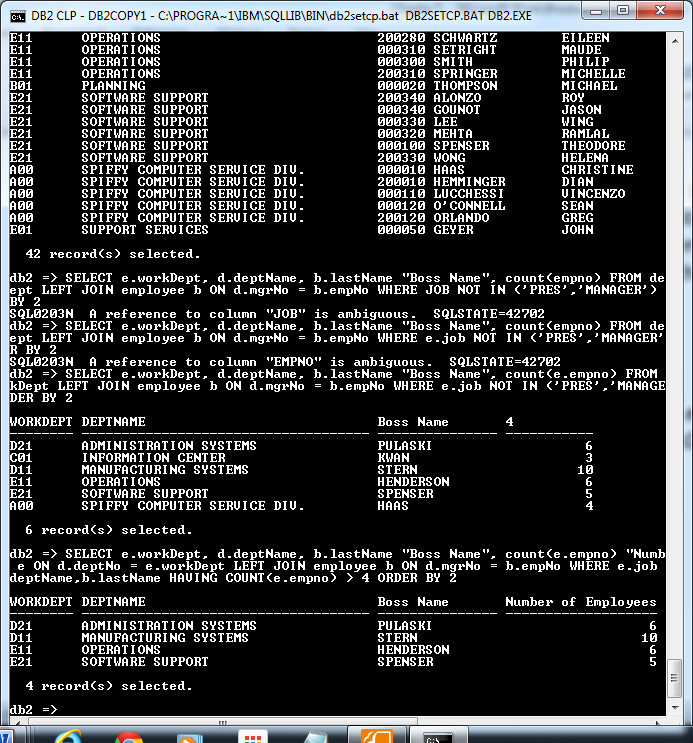 DB2 CLP - DB2COPY1 - C:\PROGRA~1\IBM\SQLLIB\BIN\db2setcp.bat DB2SETCP.BAT DB2.EXE
E11 OPERATIONS 200280 SCHWARTZ EILEEN
E11 OPERATIONS 000310 SETRIGHT MAUDE
E11 OPERATIONS 000300 SMITH PHILIP
E11 OPERATIONS 200310 SPRINGER MICHELLE
B01 PLANNING 000020 THOMPSON MICHAEL
E21 SOFTWARE SUPPORT 200340 ALONZO ROY
E21 SOFTWARE SUPPORT 000340 GOUNOT JASON
E21 SOFTWARE SUPPORT 000330 LEE WING
E21 SOFTWARE SUPPORT 000320 MEHTA RAMLAL
E21 SOFTWARE SUPPORT 000100 SPENSER THEODORE
E21 SOFTWARE SUPPORT 200330 WONG HELENA
A00 SPIFFY COMPUTER SERVICE DIV. 000010 HAAS CHRISTINE
A00 SPIFFY COMPUTER SERVICE DIV. 200010 HEMMINGER DIAN
A00 SPIFFY COMPUTER SERVICE DIV. 000110 LUCCHESSI VINCENZO
A00 SPIFFY COMPUTER SERVICE DIV. 000120 O'CONNELL SEAN
A00 SPIFFY COMPUTER SERVICE DIV. 200120 ORLANDO GREG
E01 SUPPORT SERVICES 000050 GEYER JOHN
42 record(s) selected.
db2 => SELECT e.workDept, d.deptName, b.lastName "Boss Name", count(empno) FROM de
ept LEFT JOIN employee b ON d.mgrNo = b.empNo WHERE JOB NOT IN ('PRES','MANAGER')
BY 2
SQL0203N A reference to column "JOB" is ambiguous. SQLSTATE=42702
db2 => SELECT e.workDept, d.deptName, b.lastName "Boss Name", count(empno) FROM de
ept LEFT JOIN employee b ON d.mgrNo = b.empNo WHERE e.job NOT IN ('PRES','MANAGER'
R BY 2
SQL0203N A reference to column "EMPNO" is ambiguous. SQLSTATE=42702
db2 => SELECT e.workDept, d.deptName, b.lastName "Boss Name", count(e.empno) FROM
kDept LEFT JOIN employee b ON d.mgrNo = b.empNo WHERE e.job NOT IN ('PRES','MANAGE
DER BY 2
WORKDEPT DEPTNAME Boss Name 4
-------- ------------------------------------ --------------- -----------
D21 ADMINISTRATION SYSTEMS PULASKI 6
C01 INFORMATION CENTER KWAN 3
D11 MANUFACTURING SYSTEMS STERN 10
E11 OPERATIONS HENDERSON 6
E21 SOFTWARE SUPPORT SPENSER 5
A00 SPIFFY COMPUTER SERVICE DIV. HAAS 4
6 record(s) selected.
db2 => SELECT e.workDept, d.deptName, b.lastName "Boss Name", count(e.empno) "Numb
e ON d.deptNo = e.workDept LEFT JOIN employee b ON d.mgrNo = b.empNo WHERE e.job
deptName,b.lastName HAVING COUNT(e.empno) > 4 ORDER BY 2
WORKDEPT DEPTNAME Boss Name Number of Employees
-------- ------------------------------------ --------------- -------------------
D21 ADMINISTRATION SYSTEMS PULASKI 6
D11 MANUFACTURING SYSTEMS STERN 10
E11 OPERATIONS HENDERSON 6
E21 SOFTWARE SUPPORT SPENSER 5
4 record(s) selected.
db2 =>